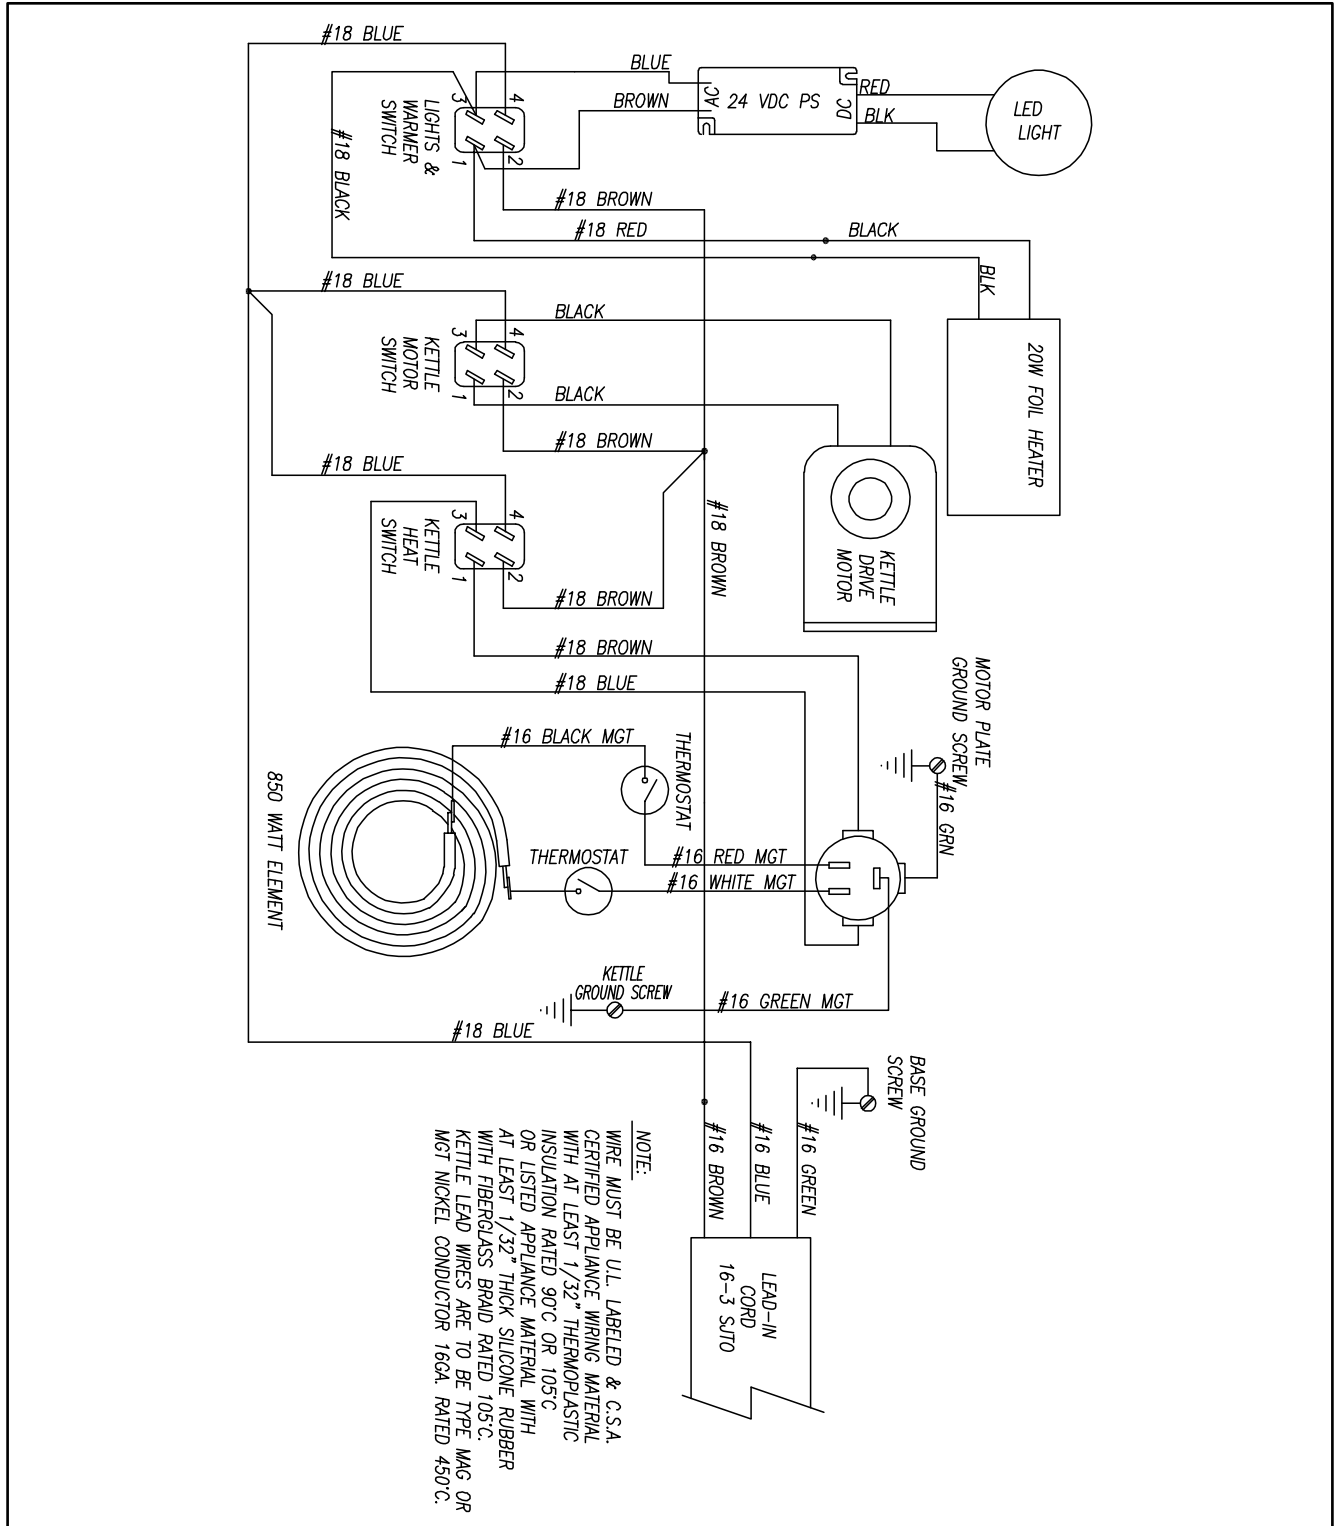 #18 BLUE
BLUE
BROWN
AC
24 VDC PS
DC
RED
BLK
LED
LIGHT
3
4
1
2
LIGHTS &
WARMER
SWITCH
#18 BLACK
#18 BROWN
#18 RED
BLACK
BLK
#18 BLUE
BLACK
3
4
1
2
KETTLE
MOTOR
SWITCH
BLACK
#18 BROWN
20W FOIL HEATER
#18 BLUE
3
4
1
2
KETTLE
HEAT
SWITCH
#18 BROWN
KETTLE
DRIVE
MOTOR
#18 BROWN
#18 BROWN
#18 BLUE
MOTOR PLATE
GROUND SCREW
#16 GRN
#16 BLACK MGT
THERMOSTAT
850 WATT ELEMENT
THERMOSTAT
#16 RED MGT
#16 WHITE MGT
KETTLE
GROUND SCREW
#16 GREEN MGT
#18 BLUE
BASE GROUND
SCREW
#16 GREEN
#16 BLUE
#16 BROWN
LEAD-IN
CORD
16-3 SJTO
NOTE:
WIRE MUST BE U.L. LABELED & C.S.A.
CERTIFIED APPLIANCE WIRING MATERIAL
WITH AT LEAST 1/32" THERMOPLASTIC
INSULATION RATED 90°C OR 105°C
OR LISTED APPLIANCE MATERIAL WITH
AT LEAST 1/32" THICK SILICONE RUBBER
WITH FIBERGLASS BRAID RATED 105°C.
KETTLE LEAD WIRES ARE TO BE TYPE MAG OR
MGT NICKEL CONDUCTOR 16GA. RATED 450°C.